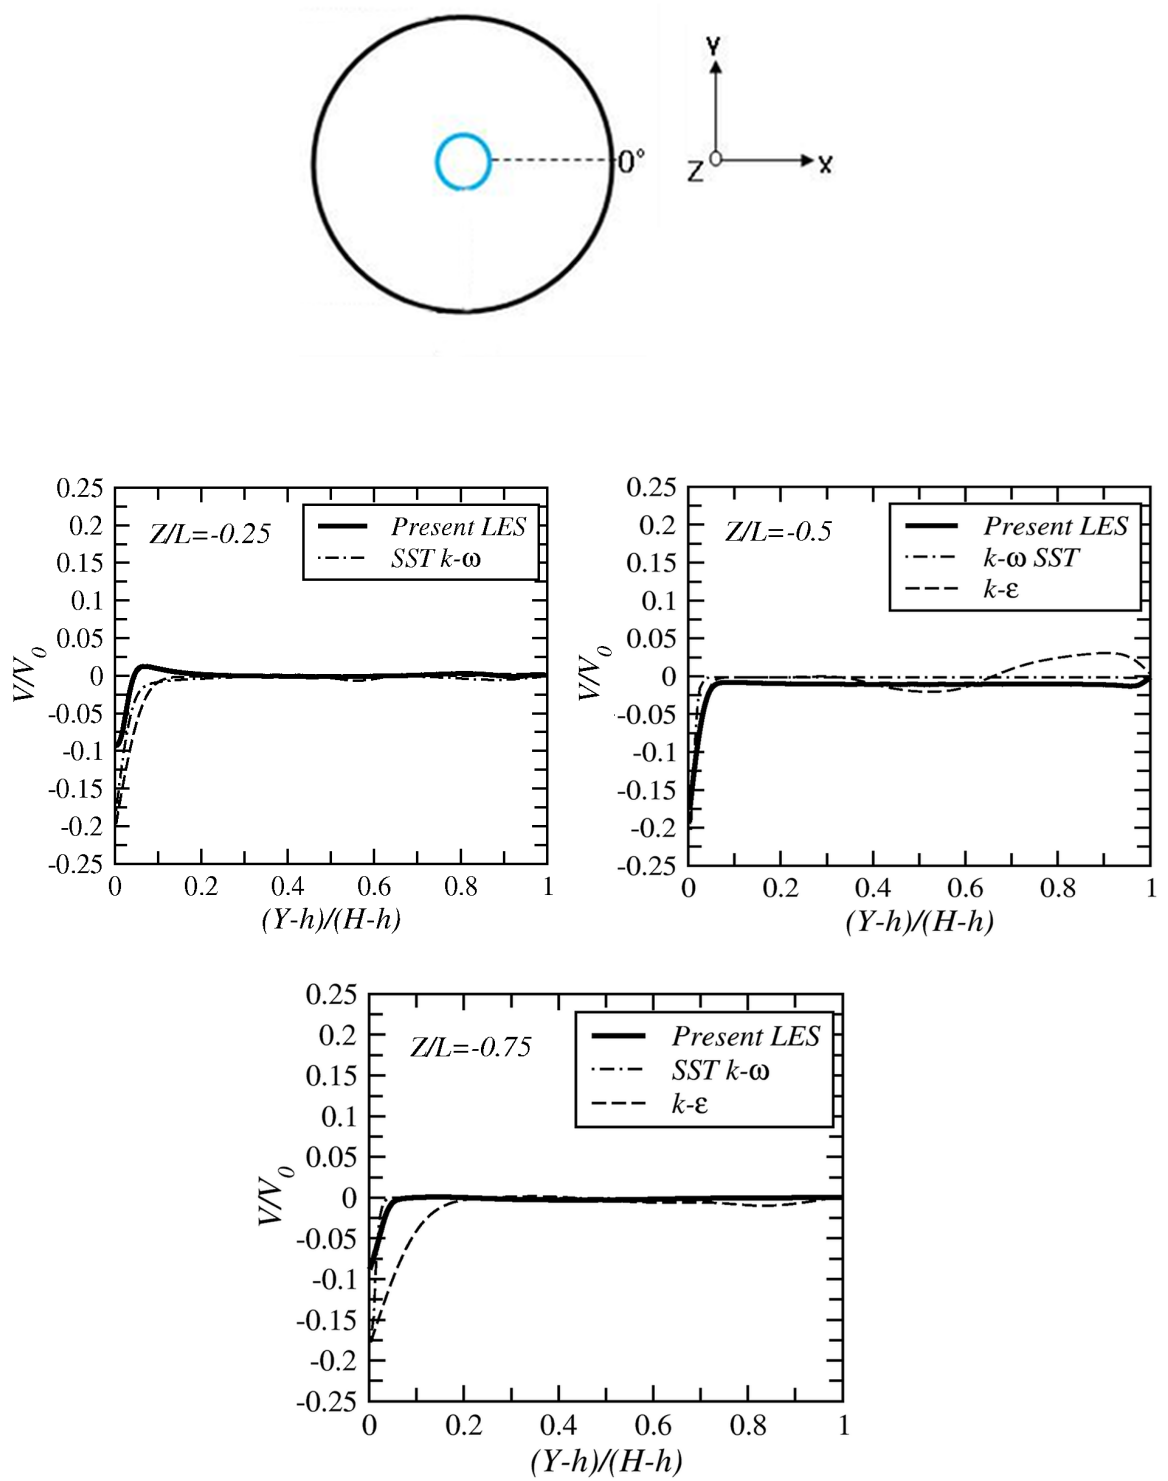 Y
0°
Z
X
0.25
0.2
0.15
0.1
0.05
0
-0.05
-0.1
-0.15
-0.2
-0.25
V/V0
Z/L=-0.25
Present LES
SST k-ω
0 0.2 0.4 0.6 0.8 1
(Y-h)/(H-h)
0.25
0.2
0.15
0.1
0.05
0
-0.05
-0.1
-0.15
-0.2
-0.25
V/V0
Z/L=-0.5
Present LES
k-ω SST
k-ε
0 0.2 0.4 0.6 0.8 1
(Y-h)/(H-h)
0.25
0.2
0.15
0.1
0.05
0
-0.05
-0.1
-0.15
-0.2
-0.25
V/V0
Z/L=-0.75
Present LES
SST k-ω
k-ε
0 0.2 0.4 0.6 0.8 1
(Y-h)/(H-h)